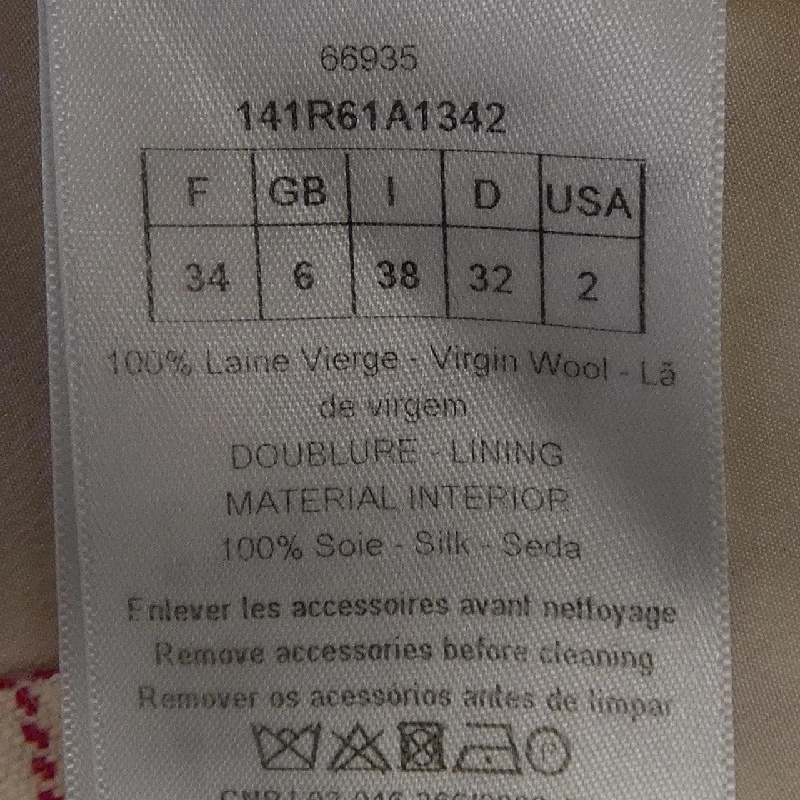 66935
141R61A1342
F GB I D USA
34 6 38 32 2
100% Laine Vierge - Virgin Wool - Lã
de virgem
DOUBLURE - LINING
MATERIAL INTERIOR
100% Soie - Silk - Seda
Enlever les accessoires avant nettoyage
Remove accessories before cleaning
Remover os acessórios antes de limpar
P